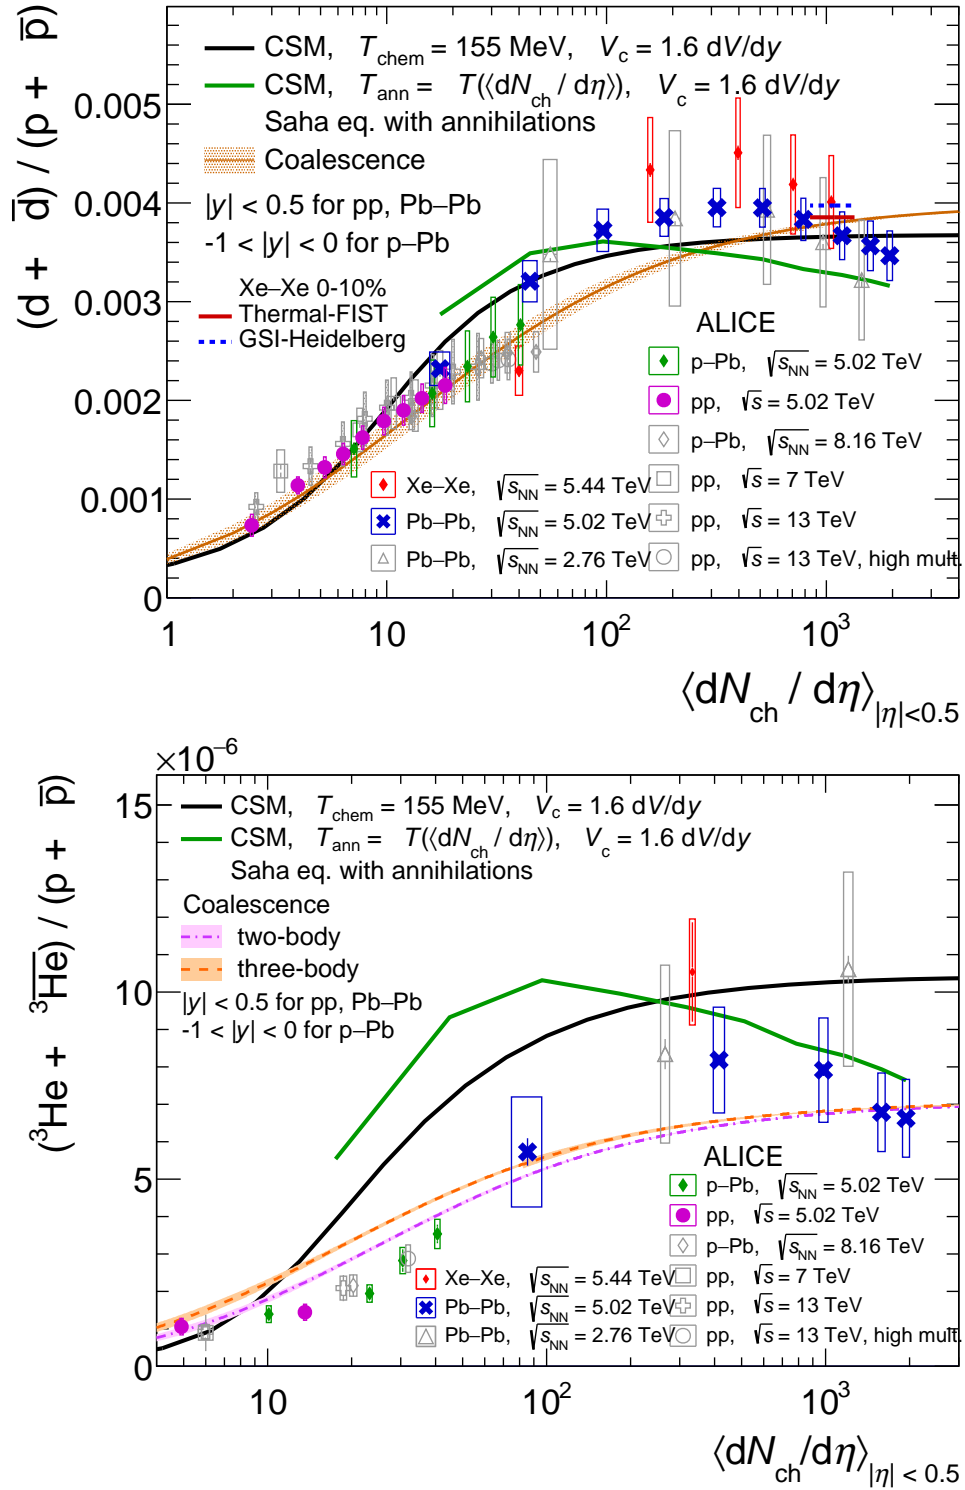 (d + d̅) / (p + p̅)
CSM, T_chem = 155 MeV, V_c = 1.6 dV/dy
CSM, T_ann = T(⟨dN_ch / dη⟩), V_c = 1.6 dV/dy
Saha eq. with annihilations
Coalescence
|y| < 0.5 for pp, Pb–Pb
-1 < |y| < 0 for p–Pb
Xe–Xe 0-10%
Thermal-FIST
GSI-Heidelberg
ALICE
p–Pb, √s_NN = 5.02 TeV
pp, √s = 5.02 TeV
p–Pb, √s_NN = 8.16 TeV
pp, √s = 7 TeV
pp, √s = 13 TeV
pp, √s = 13 TeV, high mult.
Xe–Xe, √s_NN = 5.44 TeV
Pb–Pb, √s_NN = 5.02 TeV
Pb–Pb, √s_NN = 2.76 TeV
0.005
0.004
0.003
0.002
0.001
0
1 10 10² 10³
⟨dN_ch / dη⟩_|η|<0.5
×10⁻⁶
(³He + ³H̅e̅) / (p + p̅)
CSM, T_chem = 155 MeV, V_c = 1.6 dV/dy
CSM, T_ann = T(⟨dN_ch / dη⟩), V_c = 1.6 dV/dy
Saha eq. with annihilations
Coalescence
two-body
three-body
|y| < 0.5 for pp, Pb–Pb
-1 < |y| < 0 for p–Pb
ALICE
p–Pb, √s_NN = 5.02 TeV
pp, √s = 5.02 TeV
p–Pb, √s_NN = 8.16 TeV
pp, √s = 7 TeV
pp, √s = 13 TeV
pp, √s = 13 TeV, high mult.
Xe–Xe, √s_NN = 5.44 TeV
Pb–Pb, √s_NN = 5.02 TeV
Pb–Pb, √s_NN = 2.76 TeV
15
10
5
0
10 10² 10³
⟨dN_ch/dη⟩_|η| < 0.5